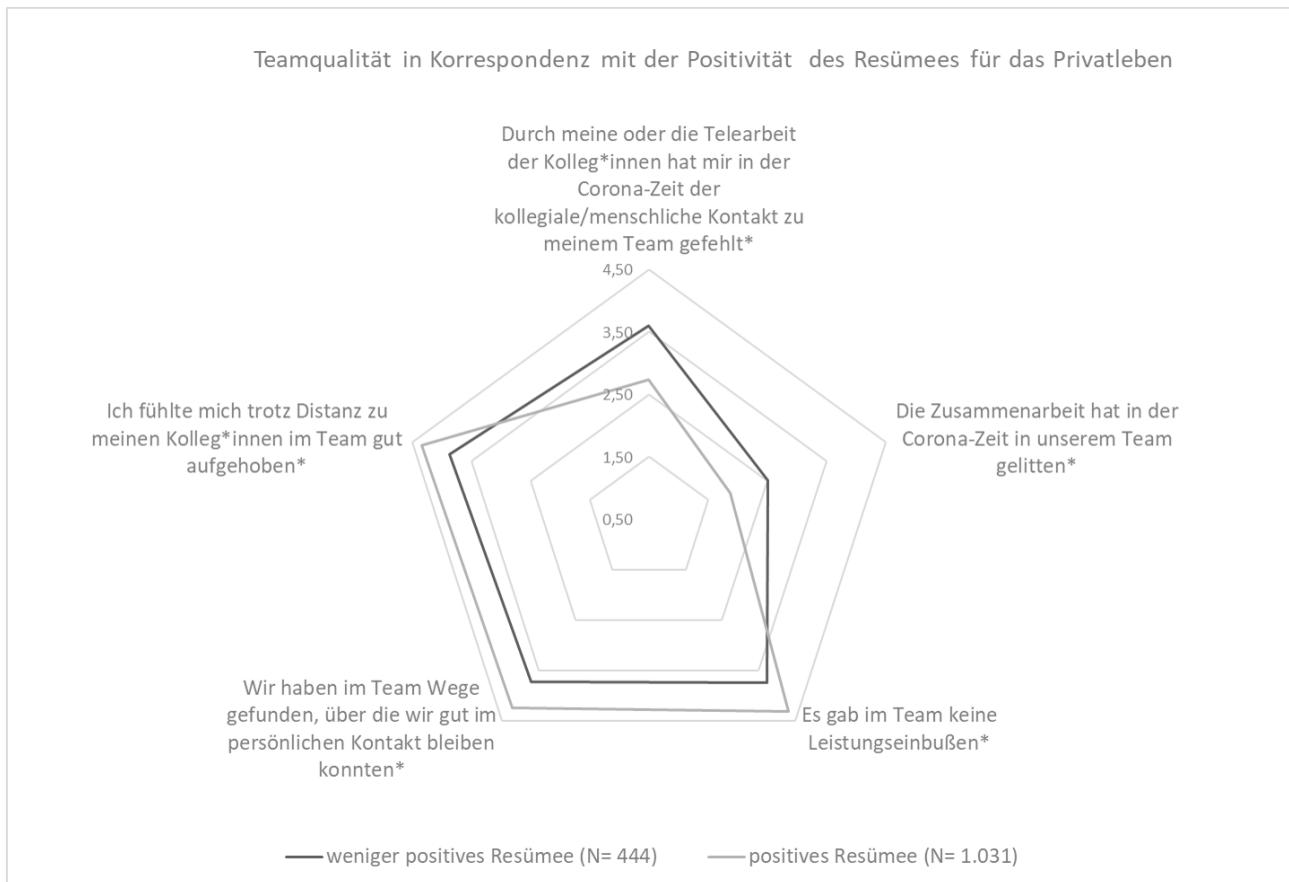 Teamqualität in Korrespondenz mit der Positivität des Resümees für das Privatleben
Durch meine oder die Telearbeit
der Kolleg*innen hat mir in der
Corona-Zeit der
kollegiale/menschliche Kontakt zu
meinem Team gefehlt*
4,50
3,50
2,50
1,50
0,50
Die Zusammenarbeit hat in der
Corona-Zeit in unserem Team
gelitten*
Es gab im Team keine
Leistungseinbußen*
Wir haben im Team Wege
gefunden, über die wir gut im
persönlichen Kontakt bleiben
konnten*
Ich fühlte mich trotz Distanz zu
meinen Kolleg*innen im Team gut
aufgehoben*
weniger positives Resümee (N= 444)
positives Resümee (N= 1.031)